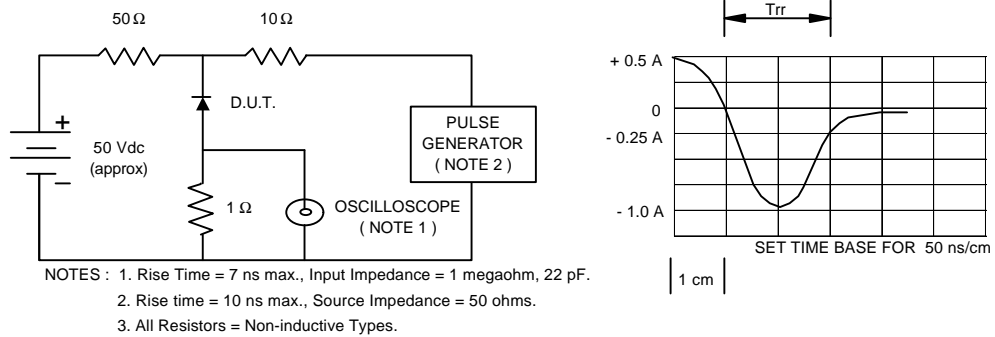 50 Ω
10 Ω
D.U.T.
+
50 Vdc
(approx)
−
1 Ω
OSCILLOSCOPE
( NOTE 1 )
PULSE
GENERATOR
( NOTE 2 )
Trr
+ 0.5 A
0
- 0.25 A
- 1.0 A
SET TIME BASE FOR 50 ns/cm
1 cm
NOTES : 1. Rise Time = 7 ns max., Input Impedance = 1 megaohm, 22 pF.
2. Rise time = 10 ns max., Source Impedance = 50 ohms.
3. All Resistors = Non-inductive Types.